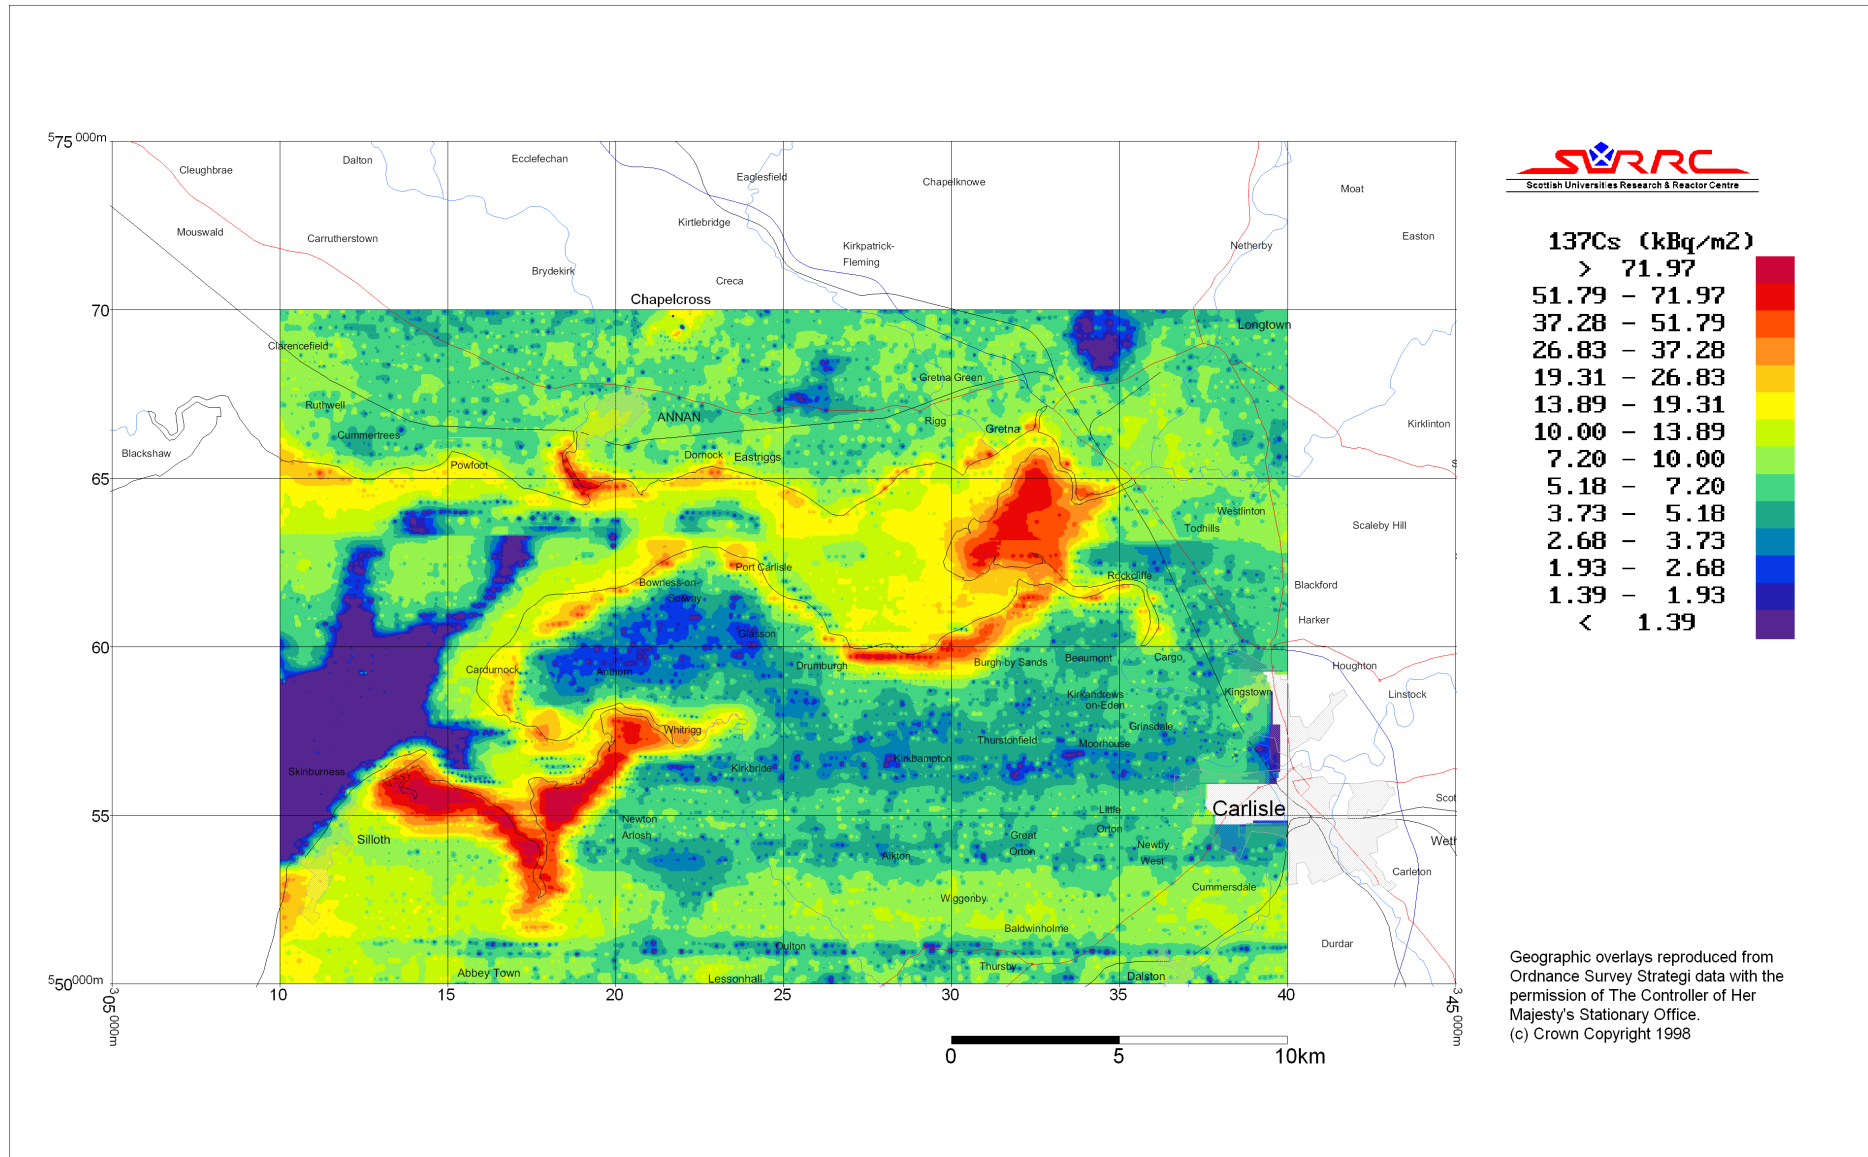 575 000m
Cleughbrae
Dalton
Ecclefechan
Eaglesfield
Chapelknowe
Moat
SURRC
Scottish Universities Research & Reactor Centre
Mouswald
Carrutherstown
Kirtlebridge
Kirkpatrick-
Fleming
Netherby
Easton
Brydekirk
Creca
Chapelcross
70
Longtown
Clarencefield
Gretna Green
Ruthwell
ANNAN
Rigg
Gretna
Kirklinton
Cummertrees
Blackshaw
Powfoot
Dornock
Eastriggs
65
Westlinton
Todhills
Scaleby Hill
Port Carlisle
Bowness-on-
Solway
Rockcliffe
Blackford
Harker
Glasson
60
Cardurnock
Anthorn
Drumburgh
Burgh by Sands
Beaumont
Cargo
Houghton
Kirkandrews
on-Eden
Kingstown
Linstock
Whitrigg
Thurstonfield
Grinsdale
Moorhouse
Skinburness
Kirkbride
Kirkbampton
Scot
55
Newton
Arlosh
Little
Orton
Carlisle
Silloth
Great
Orton
Newby
West
Wett
Aikton
Carleton
Wiggonby
Cummersdale
Baldwinholme
Oulton
Durdar
Abbey Town
Lessonhall
Thursby
Dalston
550000m
305 000m
10
15
20
25
30
35
40
345 000m
0
5
10km
137Cs (kBq/m2)
> 71.97
51.79 - 71.97
37.28 - 51.79
26.83 - 37.28
19.31 - 26.83
13.89 - 19.31
10.00 - 13.89
7.20 - 10.00
5.18 - 7.20
3.73 - 5.18
2.68 - 3.73
1.93 - 2.68
1.39 - 1.93
< 1.39
Geographic overlays reproduced from
Ordnance Survey Strategi data with the
permission of The Controller of Her
Majesty's Stationary Office.
(c) Crown Copyright 1998